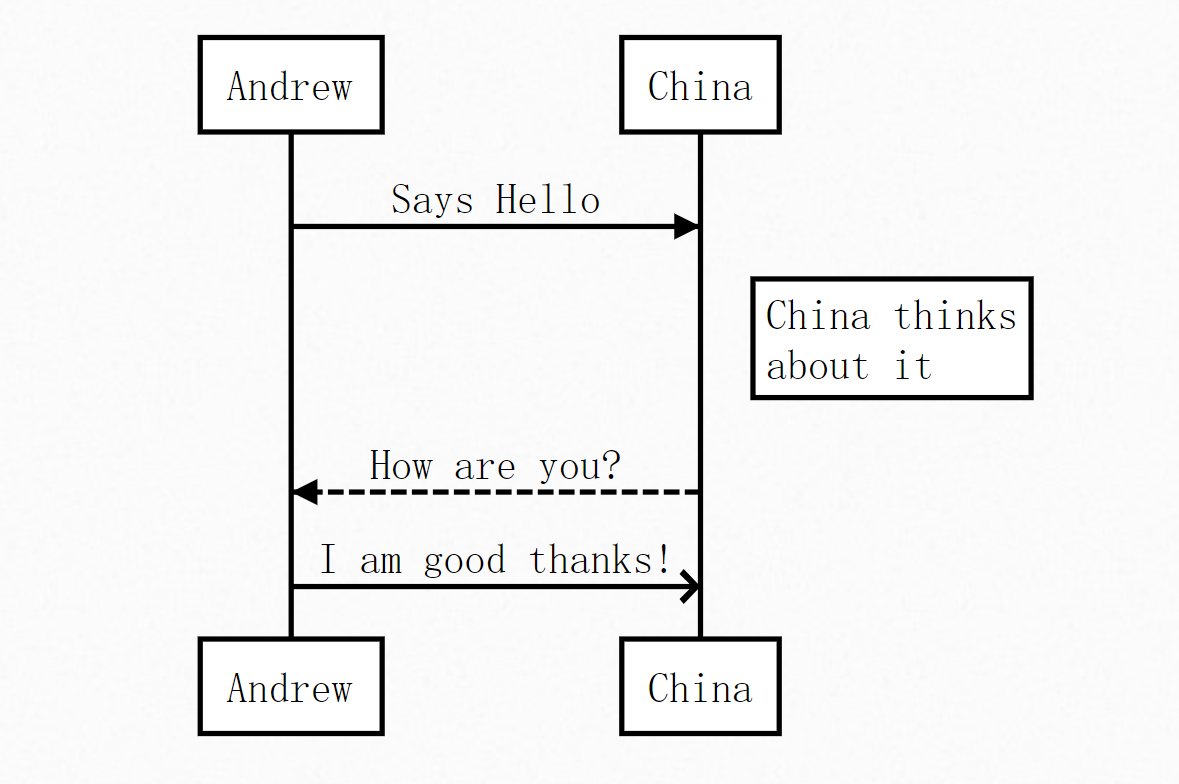 Andrew
China
Says Hello
China thinks
about it
How are you?
I am good thanks!
Andrew
China